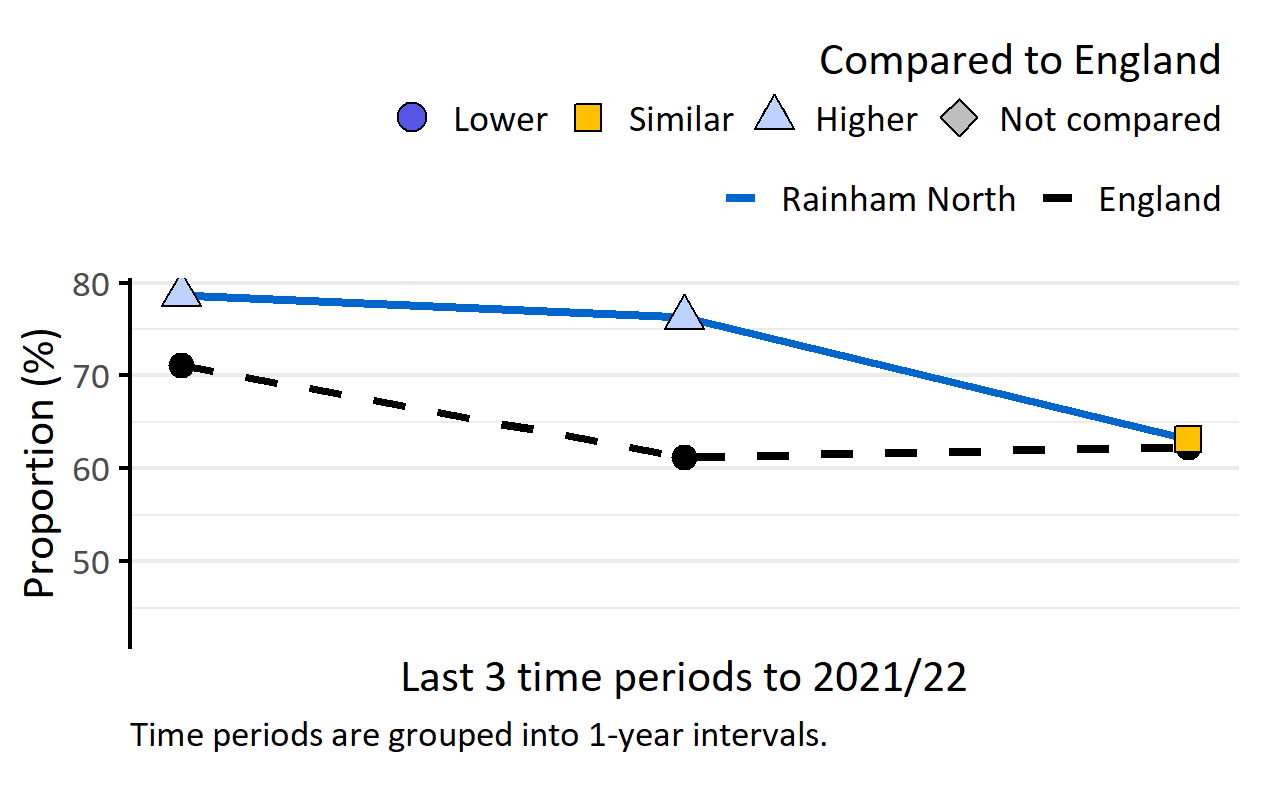 Compared to England
Lower Similar Higher Not compared
Rainham North England
80
70
60
50
Proportion (%)
Last 3 time periods to 2021/22
Time periods are grouped into 1-year intervals.